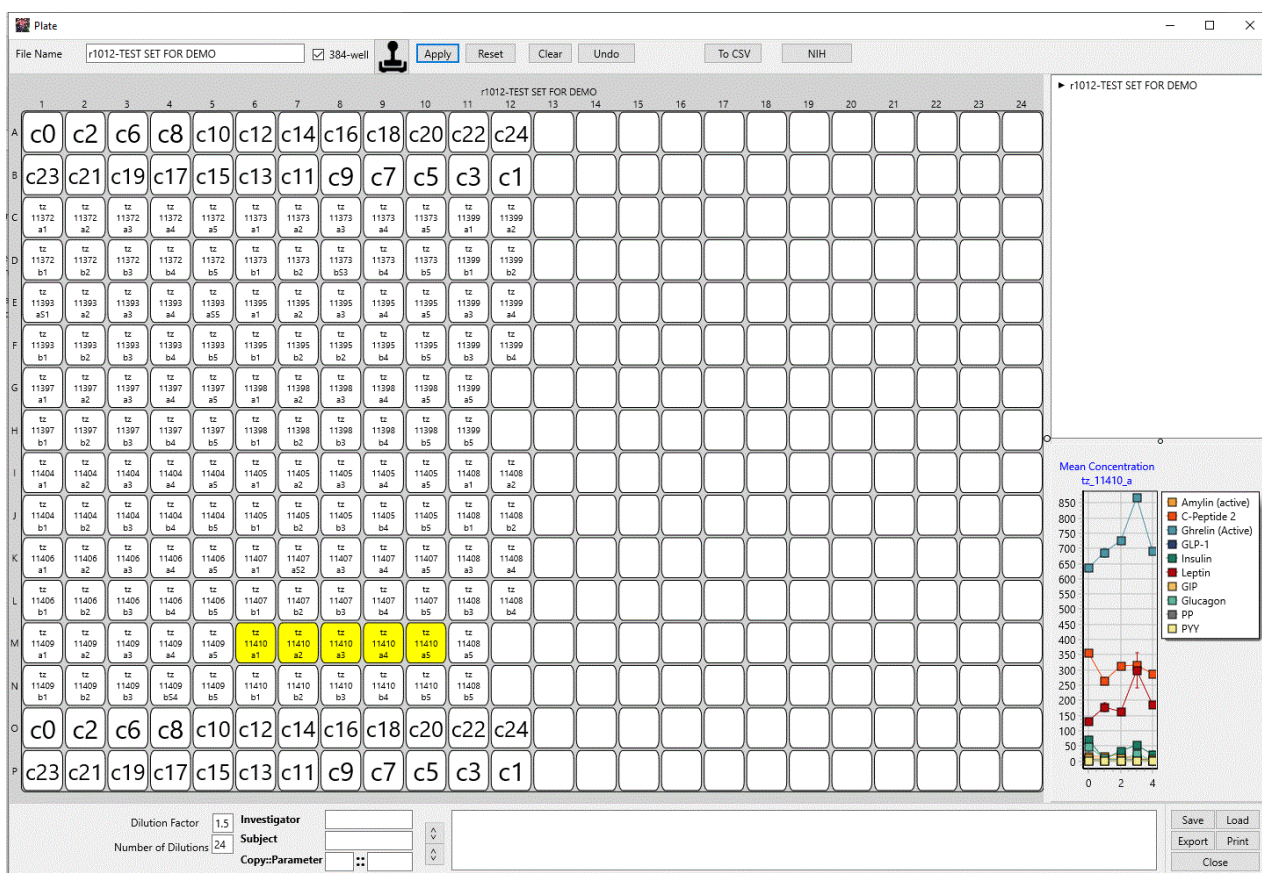 Plate
File Name r1012-TEST SET FOR DEMO 384-well Apply Reset Clear Undo To CSV NIH
r1012-TEST SET FOR DEMO
r1012-TEST SET FOR DEMO
1 2 3 4 5 6 7 8 9 10 11 12 13 14 15 16 17 18 19 20 21 22 23 24
A c0 c2 c6 c8 c10 c12 c14 c16 c18 c20 c22 c24
B c23 c21 c19 c17 c15 c13 c11 c9 c7 c5 c3 c1
tz tz tz tz tz tz tz tz tz tz tz tz
C 11372 11372 11372 11372 11372 11373 11373 11373 11373 11373 11399 11399
a1 a2 a3 a4 a5 a1 a2 a3 a4 a5 a1 a2
tz tz tz tz tz tz tz tz tz tz tz tz
D 11372 11372 11372 11372 11372 11373 11373 11373 11373 11373 11399 11399
b1 b2 b3 b4 b5 b1 b2 bS3 b4 b5 b1 b2
tz tz tz tz tz tz tz tz tz tz tz tz
E 11393 11393 11393 11393 11393 11395 11395 11395 11395 11395 11399 11399
aS1 a2 a3 a4 aS5 a1 a2 a3 a4 a5 a3 a4
tz tz tz tz tz tz tz tz tz tz tz tz
F 11393 11393 11393 11393 11393 11395 11395 11395 11395 11395 11399 11399
b1 b2 b3 b4 b5 b1 b2 b2 b4 b5 b3 b4
tz tz tz tz tz tz tz tz tz tz tz
G 11397 11397 11397 11397 11397 11398 11398 11398 11398 11398 11399
a1 a2 a3 a4 a5 a1 a2 a3 a4 a5 a5
tz tz tz tz tz tz tz tz tz tz tz
H 11397 11397 11397 11397 11397 11398 11398 11398 11398 11398 11399
b1 b2 b3 b4 b5 b1 b2 b3 b4 b5 b5
tz tz tz tz tz tz tz tz tz tz tz tz
I 11404 11404 11404 11404 11404 11405 11405 11405 11405 11405 11408 11408
a1 a2 a3 a4 a5 a1 a2 a3 a4 a5 a1 a2
tz tz tz tz tz tz tz tz tz tz tz tz
J 11404 11404 11404 11404 11404 11405 11405 11405 11405 11405 11408 11408
b1 b2 b3 b4 b5 b1 b2 b3 b4 b5 b1 b2
tz tz tz tz tz tz tz tz tz tz tz tz
K 11406 11406 11406 11406 11406 11407 11407 11407 11407 11407 11408 11408
a1 a2 a3 a4 a5 a1 aS2 a3 a4 a5 a3 a4
tz tz tz tz tz tz tz tz tz tz tz tz
L 11406 11406 11406 11406 11406 11407 11407 11407 11407 11407 11408 11408
b1 b2 b3 b4 b5 b1 b2 b3 b4 b5 b3 b4
tz tz tz tz tz tz tz tz tz tz tz
M 11409 11409 11409 11409 11409 11410 11410 11410 11410 11410 11408
a1 a2 a3 a4 a5 a1 a2 a3 a4 a5 a5
tz tz tz tz tz tz tz tz tz tz tz
N 11409 11409 11409 11409 11409 11410 11410 11410 11410 11410 11408
b1 b2 b3 bS4 b5 b1 b2 b3 b4 b5 b5
O c0 c2 c6 c8 c10 c12 c14 c16 c18 c20 c22 c24
P c23 c21 c19 c17 c15 c13 c11 c9 c7 c5 c3 c1
Mean Concentration
tz_11410_a
850
800
750
700
650
600
550
500
450
400
350
300
250
200
150
100
50
0
0 2 4
Amylin (active)
C-Peptide 2
Ghrelin (Active)
GLP-1
Insulin
Leptin
GIP
Glucagon
PP
PYY
Dilution Factor 1.5 Investigator
Number of Dilutions 24 Subject
Copy::Parameter ::
Save Load
Export Print
Close